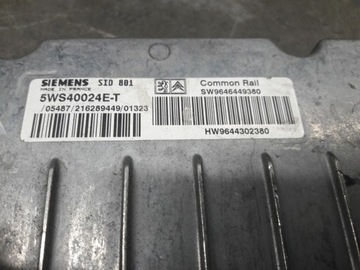 SIEMENS SID 801
MADE IN FRANCE
5WS40024E-T
/05487/216289449/01323
Common Rail
SW9646449380
HW9644302380